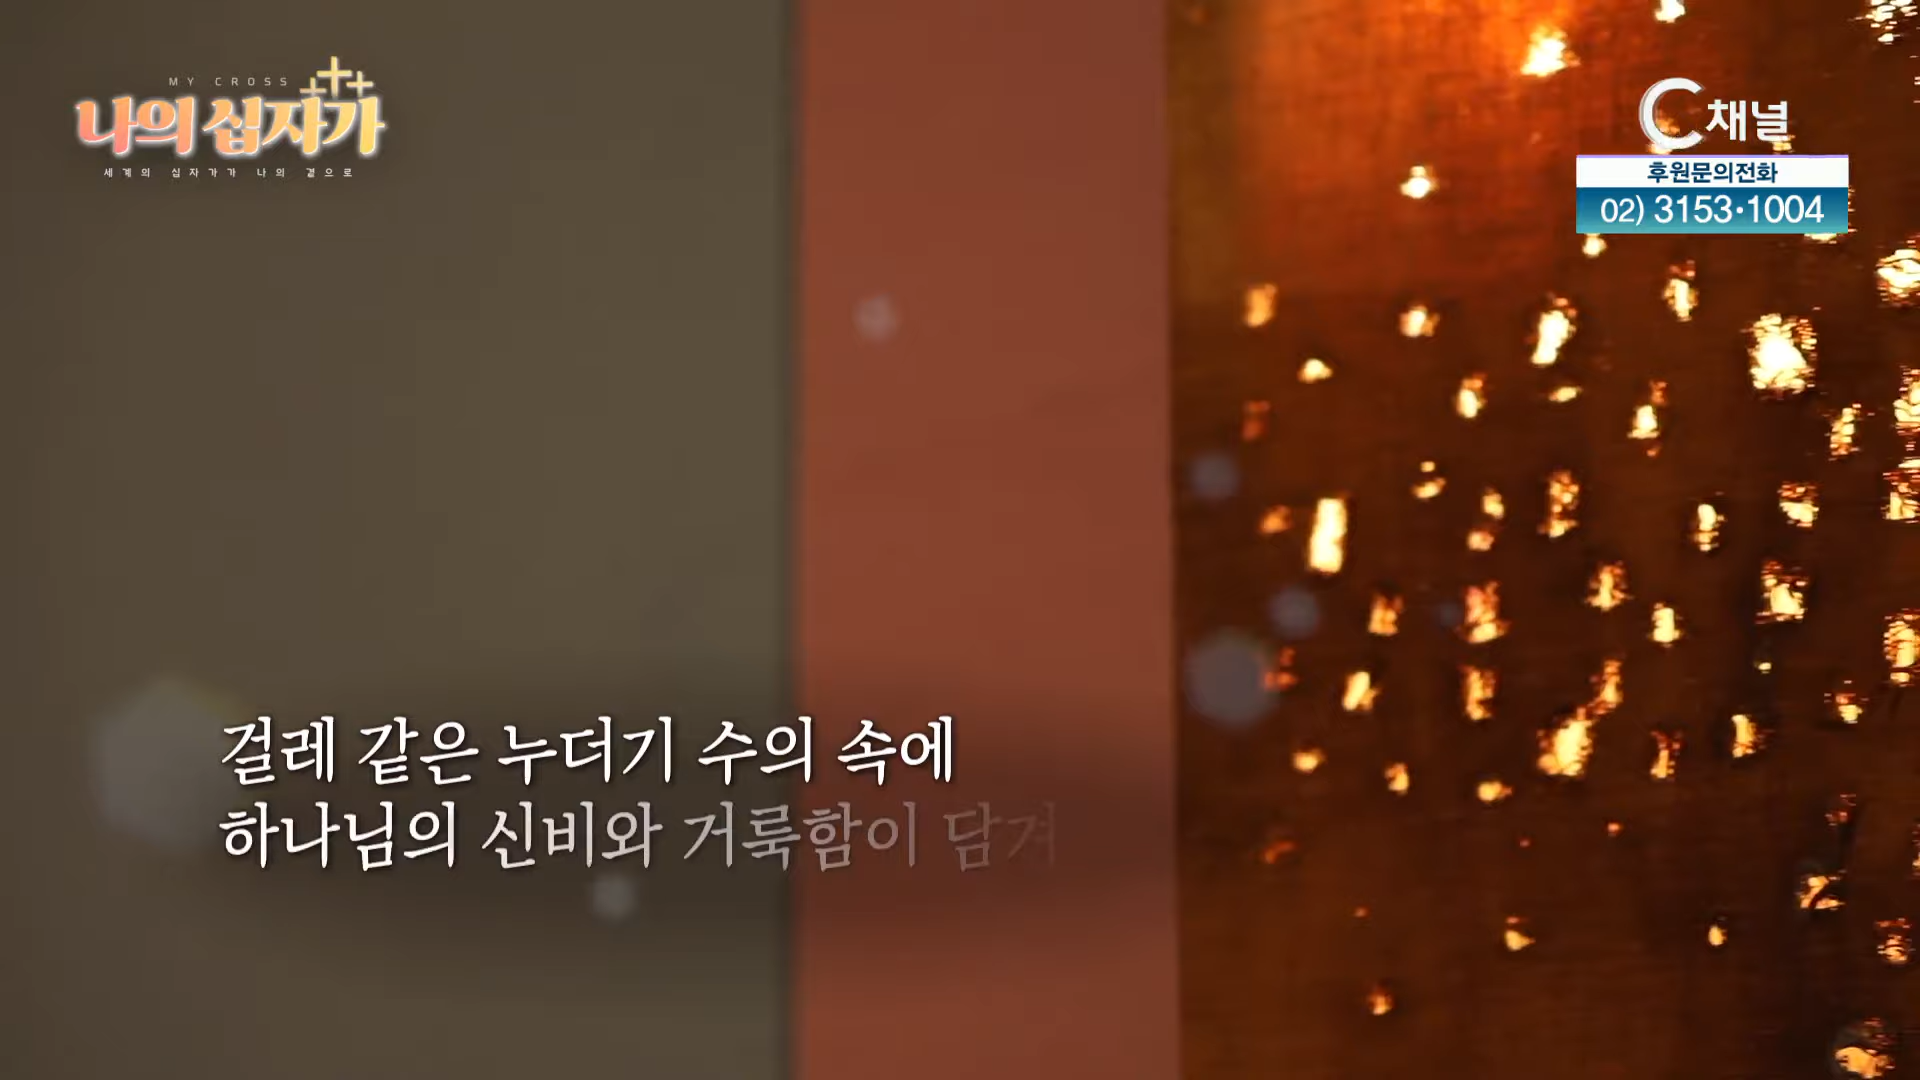 MY CROSS
나의 십자가
세계의 십자가가 나의 곁으로
C채널
후원문의전화
02) 3153·1004
걸레 같은 누더기 수의 속에
하나님의 신비와 거룩함이 담겨